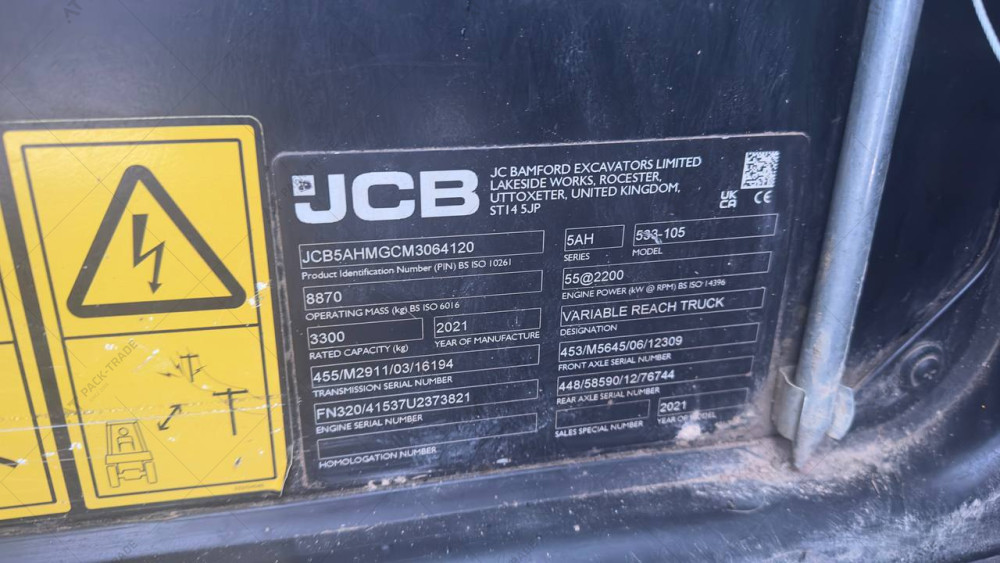 JCB
JC BAMFORD EXCAVATORS LIMITED
LAKESIDE WORKS, ROCESTER,
UTTOXETER, UNITED KINGDOM,
ST14 5JP
UK
CA
CE
JCB5AHMGCM3064120
Product Identification Number (PIN) BS ISO 10261
5AH
SERIES
533-105
MODEL
8870
OPERATING MASS (kg) BS ISO 6016
55@2200
ENGINE POWER (kW @ RPM) BS ISO 14396
3300
RATED CAPACITY (kg)
2021
YEAR OF MANUFACTURE
VARIABLE REACH TRUCK
DESIGNATION
455/M2911/03/16194
TRANSMISSION SERIAL NUMBER
453/M5645/06/12309
FRONT AXLE SERIAL NUMBER
FN320/41537U2373821
ENGINE SERIAL NUMBER
448/58590/12/76744
REAR AXLE SERIAL NUMBER
HOMOLOGATION NUMBER
SALES SPECIAL NUMBER
2021
YEAR OF MODEL
PACK-TRADE